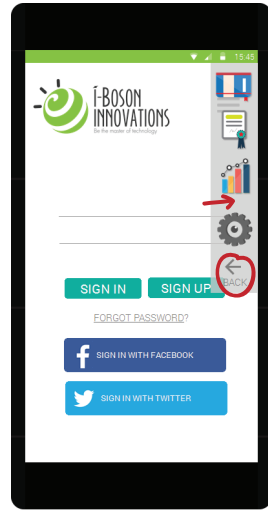 15:45
Í-BOSON
INNOVATIONS
Be the master of technology
SIGN IN
SIGN UP
BACK
FORGOT PASSWORD?
SIGN IN WITH FACEBOOK
SIGN IN WITH TWITTER